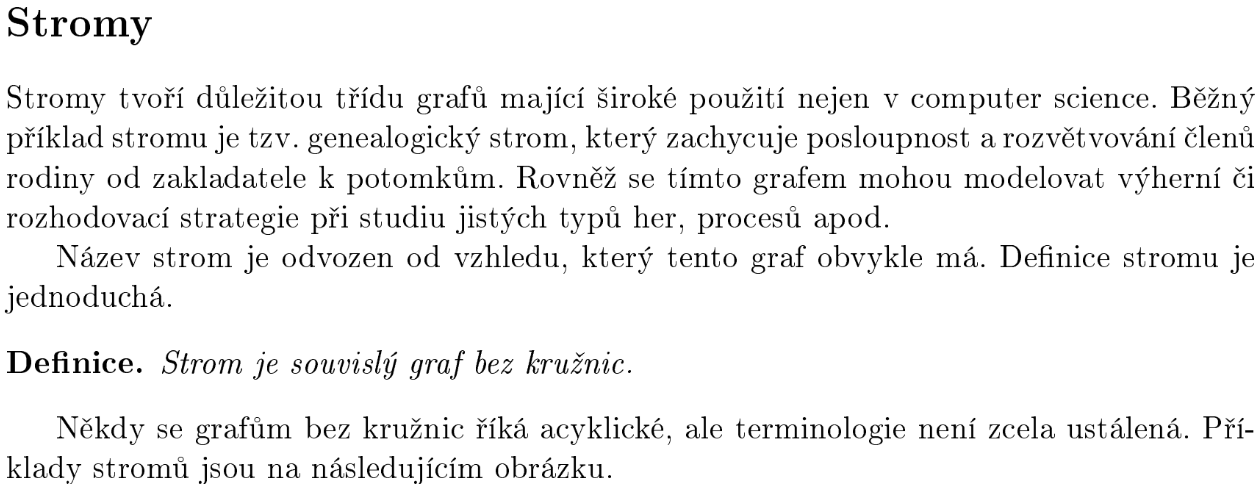 Stromy
Stromy tvoří důležitou třídu grafů mající široké použití nejen v computer science. Běžný
příklad stromu je tzv. genealogický strom, který zachycuje posloupnost a rozvětvování členů
rodiny od zakladatele k potomkům. Rovněž se tímto grafem mohou modelovat výherní či
rozhodovací strategie při studiu jistých typů her, procesů apod.
Název strom je odvozen od vzhledu, který tento graf obvykle má. Definice stromu je
jednoduchá.
Definice. Strom je souvislý graf bez kružnic.
Někdy se grafům bez kružnic říká acyklické, ale terminologie není zcela ustálená. Pří-
klady stromů jsou na následujícím obrázku.